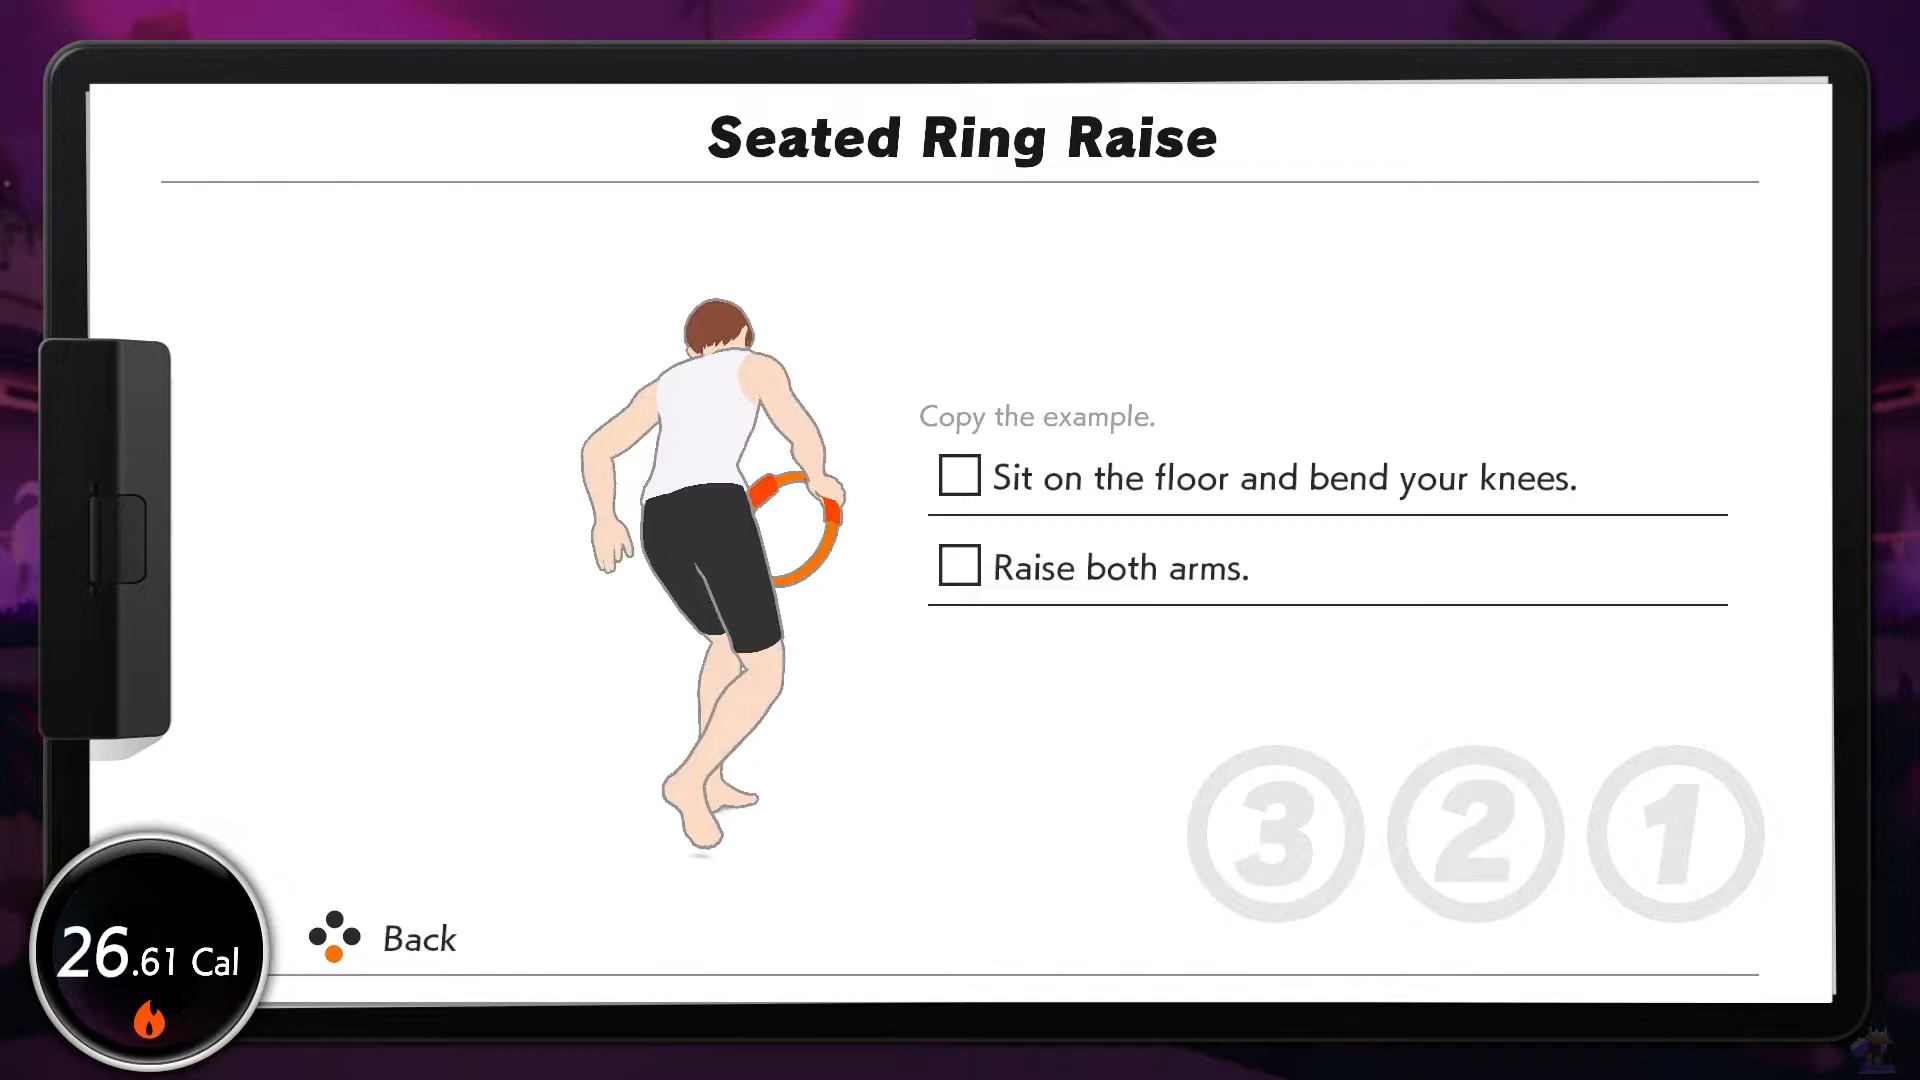 Seated Ring Raise
Copy the example.
Sit on the floor and bend your knees.
Raise both arms.
3 2 1
26.61 Cal
Back